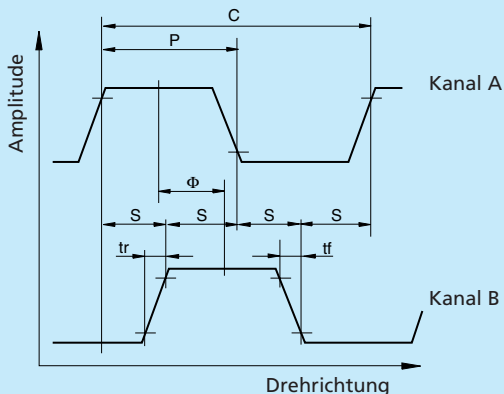 C
P
Kanal A
Amplitude
Φ
S S S S
tr tf
Kanal B
Drehrichtung